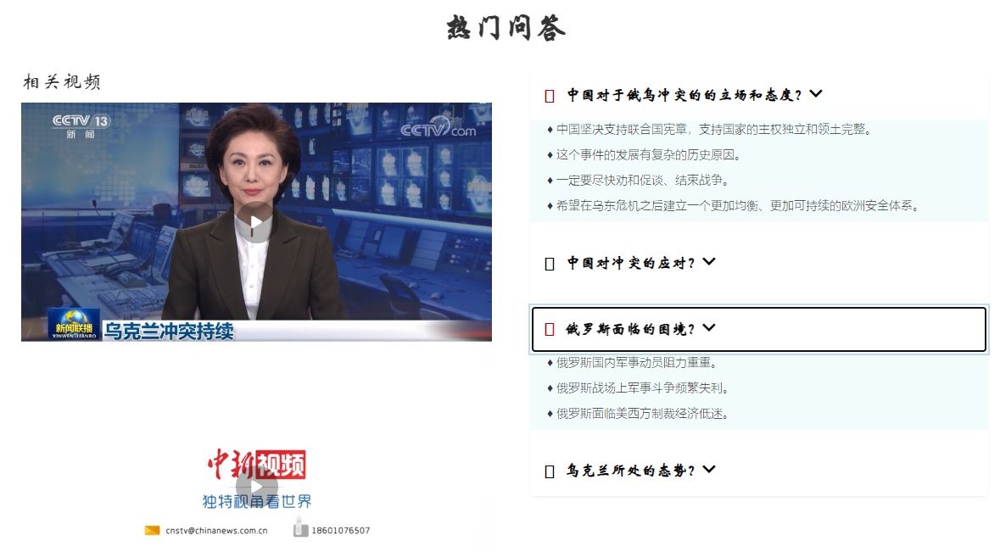 热门问答
相关视频
CCTV 13
新闻
CCTV.com
新闻联播
XINWEN LIANBO
乌克兰冲突持续
中新视频
独特视角看世界
cnstv@chinanews.com.cn 18601076507
中国对于俄乌冲突的的立场和态度?
♦ 中国坚决支持联合国宪章，支持国家的主权独立和领土完整。
♦ 这个事件的发展有复杂的历史原因。
♦ 一定要尽快劝和促谈、结束战争。
♦ 希望在乌东危机之后建立一个更加均衡、更加可持续的欧洲安全体系。
中国对冲突的应对?
俄罗斯面临的困境?
♦ 俄罗斯国内军事动员阻力重重。
♦ 俄罗斯战场上军事斗争频繁失利。
♦ 俄罗斯面临美西方制裁经济低迷。
乌克兰所处的态势?